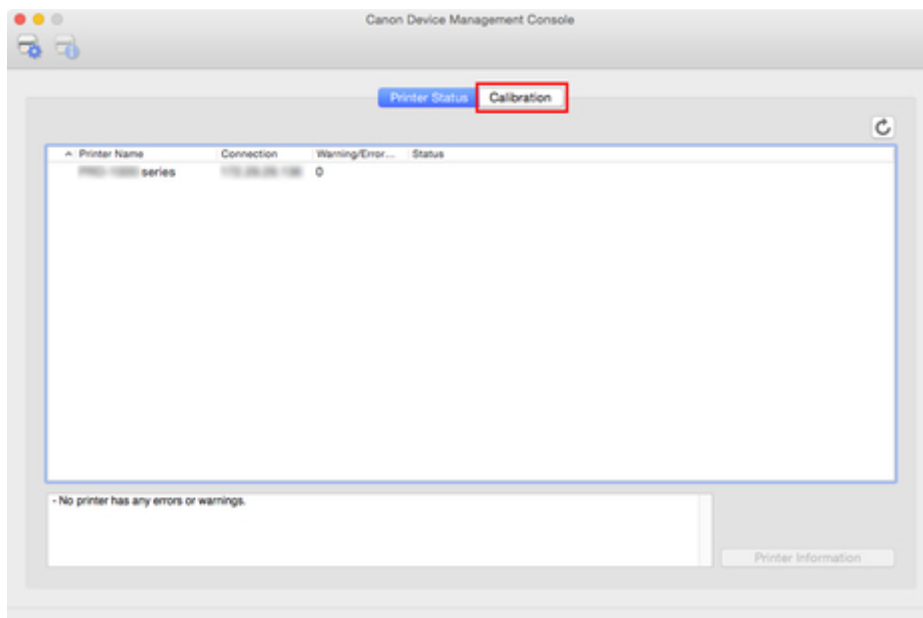 Canon Device Management Console
Printer Status Calibration
Printer Name Connection Warning/Error... Status
series 0
- No printer has any errors or warnings.
Printer Information